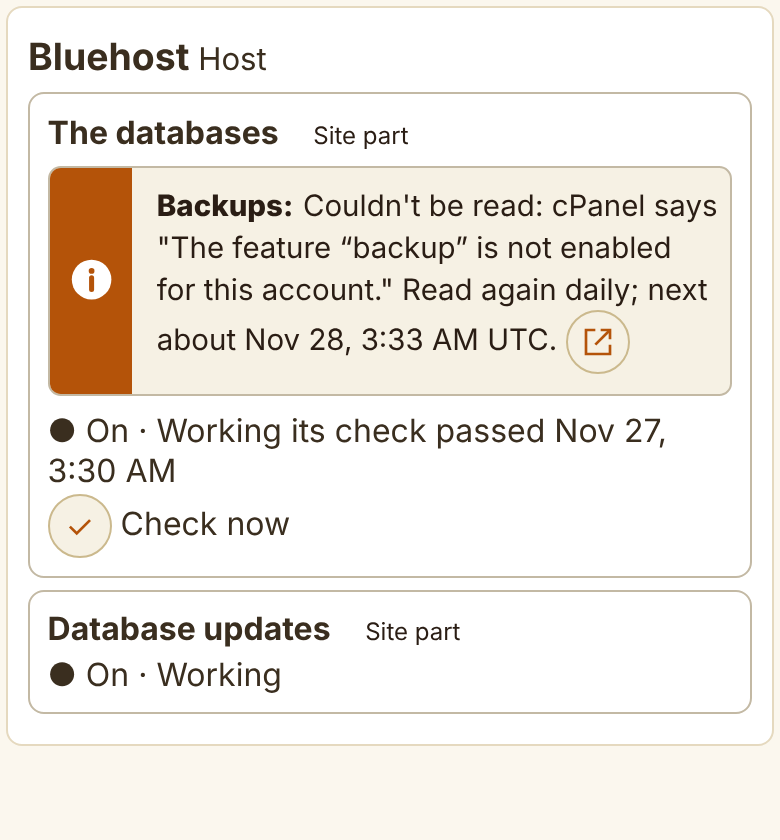 Bluehost Host
The databases Site part
Backups: Couldn't be read: cPanel says
"The feature “backup” is not enabled
for this account." Read again daily; next
about Nov 28, 3:33 AM UTC.
On · Working its check passed Nov 27,
3:30 AM
Check now
Database updates Site part
On · Working